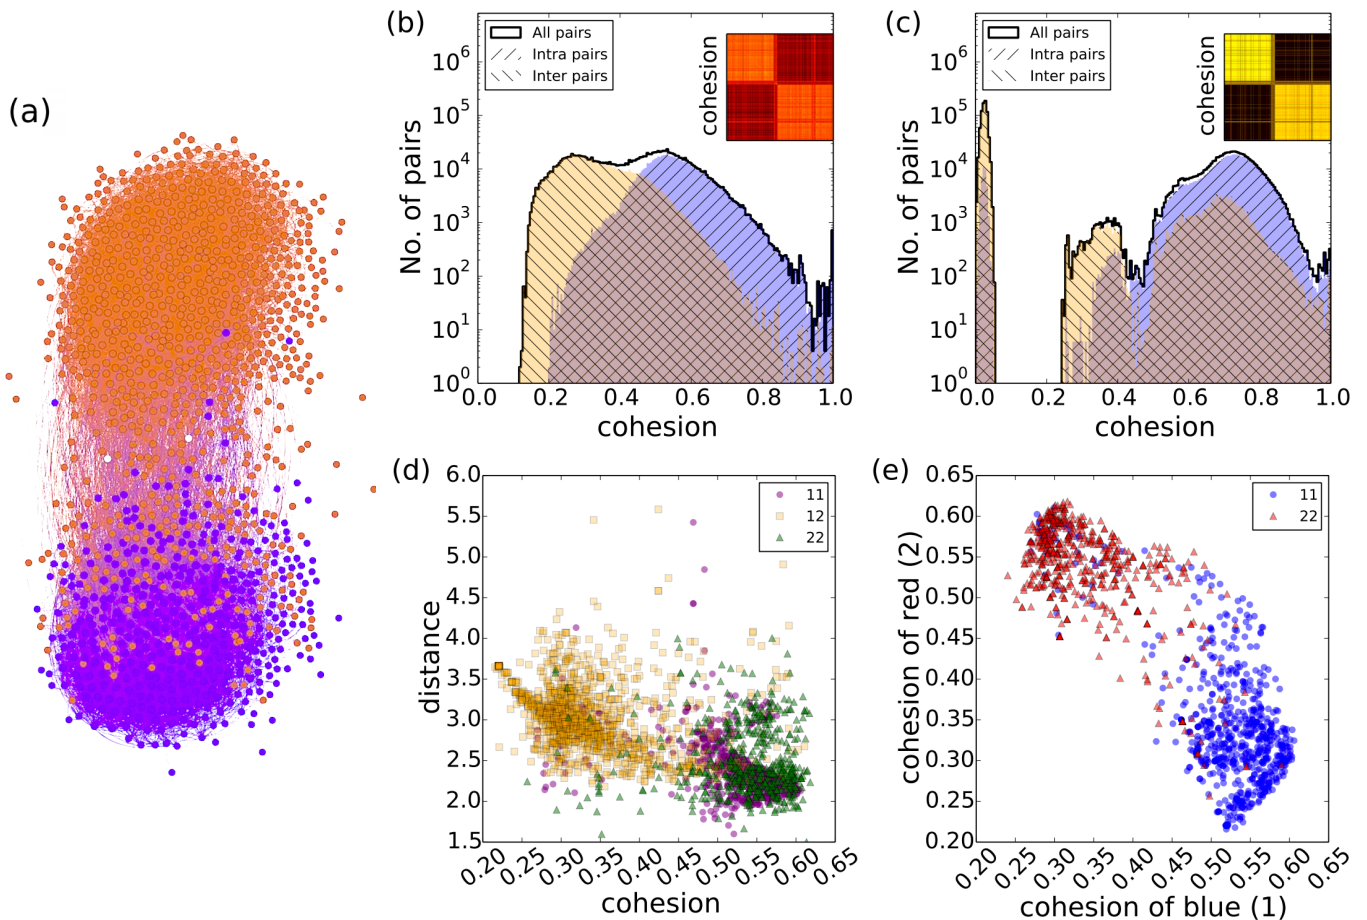 (a)
(b)
All pairs
Intra pairs
Inter pairs
cohesion
No. of pairs
10^6
10^5
10^4
10^3
10^2
10^1
10^0
0.0 0.2 0.4 0.6 0.8 1.0
cohesion
(c)
All pairs
Intra pairs
Inter pairs
cohesion
No. of pairs
10^6
10^5
10^4
10^3
10^2
10^1
10^0
0.0 0.2 0.4 0.6 0.8 1.0
cohesion
(d)
11
12
22
distance
6.0
5.5
5.0
4.5
4.0
3.5
3.0
2.5
2.0
1.5
0.20 0.25 0.30 0.35 0.40 0.45 0.50 0.55 0.60 0.65
cohesion
(e)
11
22
cohesion of red (2)
0.65
0.60
0.55
0.50
0.45
0.40
0.35
0.30
0.25
0.20
0.20 0.25 0.30 0.35 0.40 0.45 0.50 0.55 0.60 0.65
cohesion of blue (1)